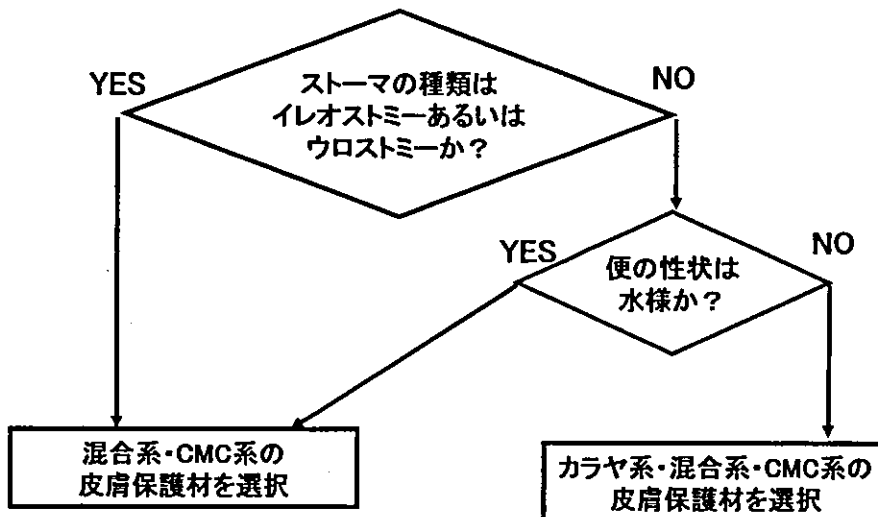 YES
NO
ストーマの種類は
イレオストミーあるいは
ウロストミーか？
YES
NO
便の性状は
水様か？
混合系・CMC系の
皮膚保護材を選択
カラヤ系・混合系・CMC系の
皮膚保護材を選択